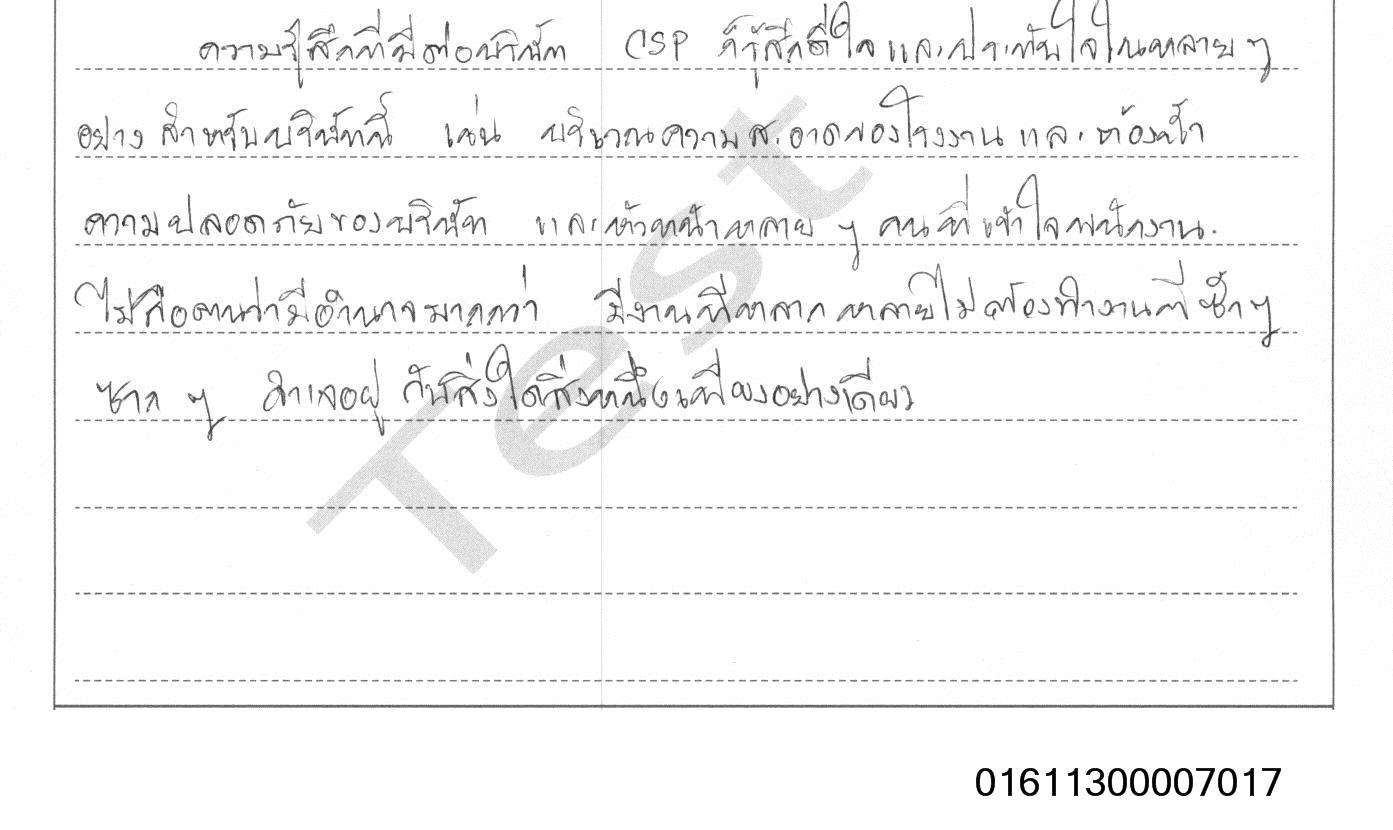 ความรู้สึกที่มีต่อบริษัท CSP ก็รู้สึกดีใจและประทับใจในหลายๆ
อย่าง สำหรับบริษัทนี้ เช่น บริเวณความสะอาดของโรงงาน และห้องน้ำ
ความปลอดภัยของบริษัท และหัวหน้าหลาย ๆ คนที่เข้าใจพนักงาน.
ไม่ถือตนว่ามีอำนาจมากกว่า มีงานที่หลากหลายไม่ต้องทำงานที่ซ้ำๆ
ซาก ๆ จำเจอยู่ กับสิ่งใดสิ่งหนึ่งเพียงอย่างเดียว
Test
01611300007017